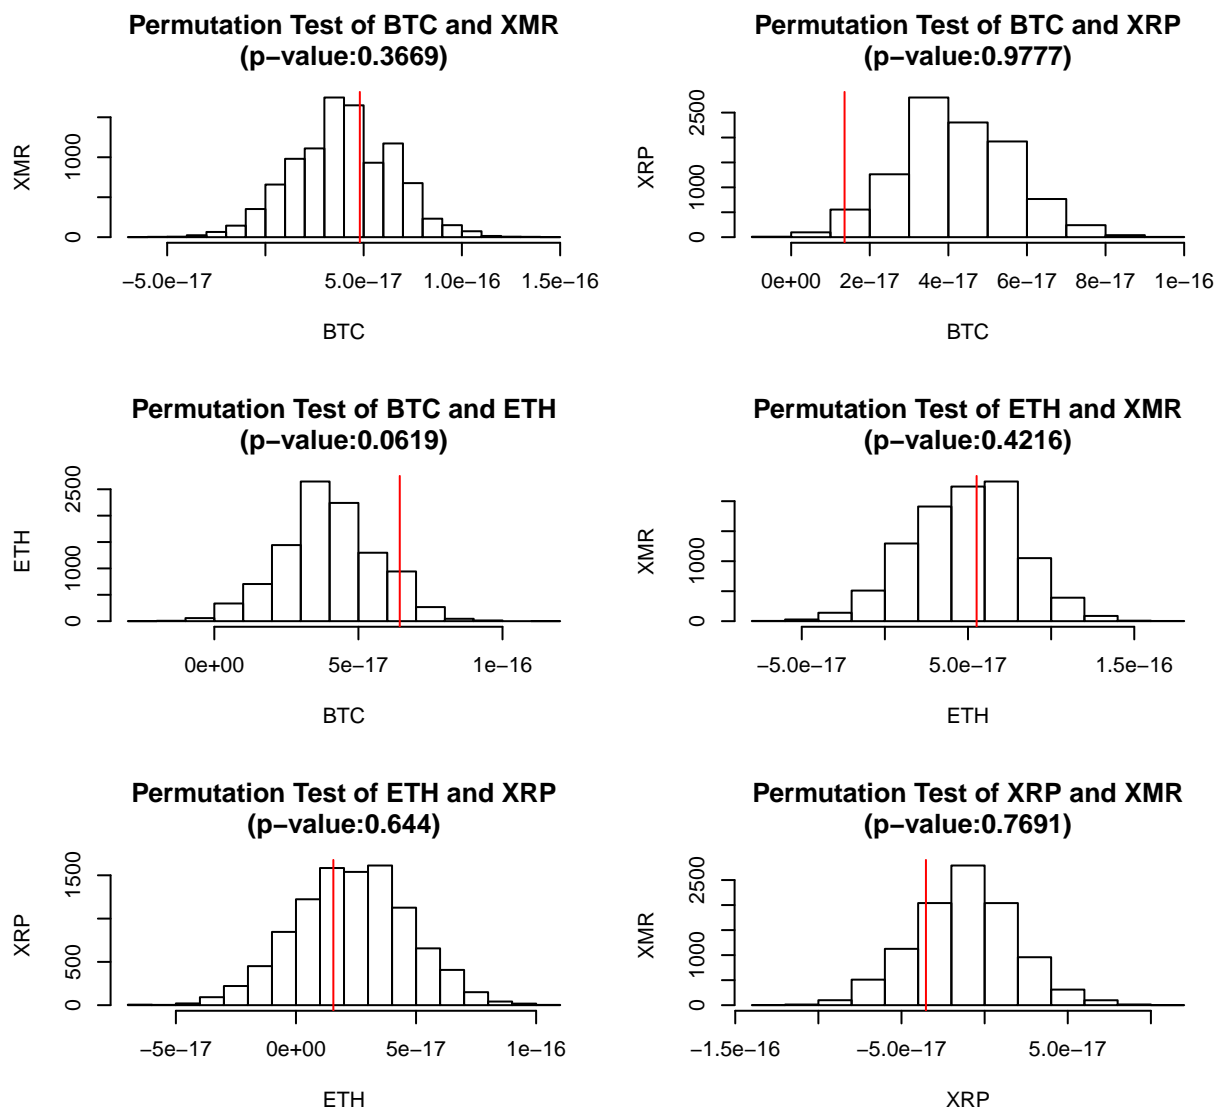 Permutation Test of BTC and XMR
(p−value:0.3669)
XMR
1000
0
−5.0e−17
5.0e−17
1.0e−16
1.5e−16
BTC
Permutation Test of BTC and XRP
(p−value:0.9777)
XRP
2500
1000
0
0e+00
2e−17
4e−17
6e−17
8e−17
1e−16
BTC
Permutation Test of BTC and ETH
(p−value:0.0619)
ETH
2500
1000
0
0e+00
5e−17
1e−16
BTC
Permutation Test of ETH and XMR
(p−value:0.4216)
XMR
1000
0
−5.0e−17
5.0e−17
1.5e−16
ETH
Permutation Test of ETH and XRP
(p−value:0.644)
XRP
1500
500
0
−5e−17
0e+00
5e−17
1e−16
ETH
Permutation Test of XRP and XMR
(p−value:0.7691)
XMR
2500
1000
0
−1.5e−16
−5.0e−17
5.0e−17
XRP